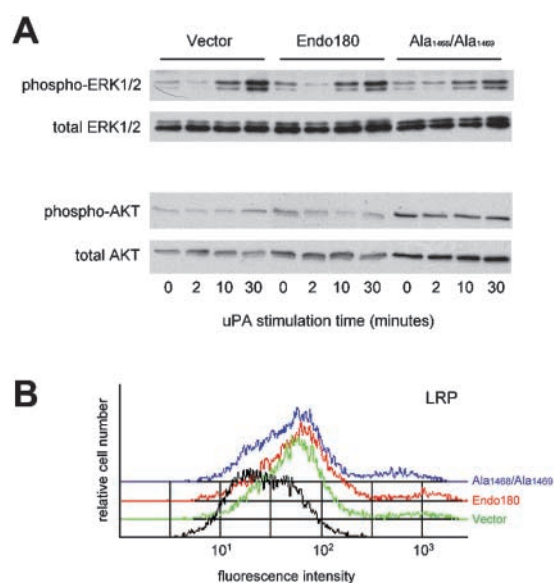 A
Vector Endo180 Ala1468/Ala1469
phospho-ERK1/2
total ERK1/2
phospho-AKT
total AKT
0 2 10 30 0 2 10 30 0 2 10 30
uPA stimulation time (minutes)
B
LRP
relative cell number
Ala1468/Ala1469
Endo180
Vector
10¹ 10² 10³
fluorescence intensity